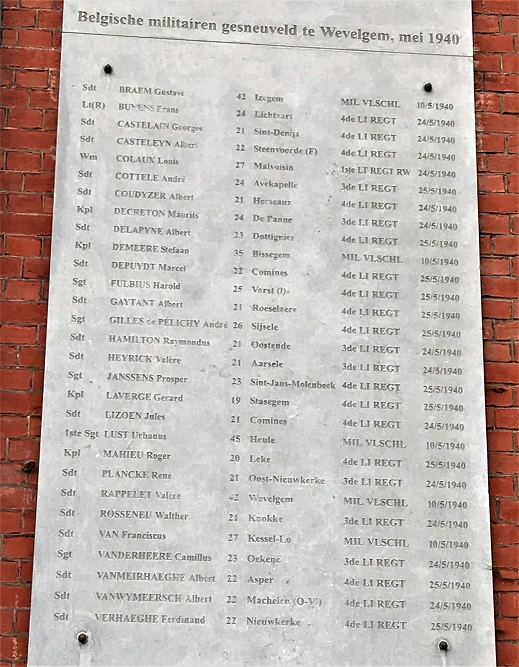 Belgische militairen gesneuveld te Wevelgem, mei 1940
Sdt BRAEM Gustave 42 Izegem MIL VLSCHL 10/5/1940
Lt(R) BUYENS Frans 24 Lichtaart 4de LI REGT 24/5/1940
Sdt CASTELAIN Georges 21 Sint-Denijs 4de LI REGT 24/5/1940
Sdt CASTELEYN Albert 22 Steenvoorde (F) 4de LI REGT 24/5/1940
Wm COLAUX Louis 27 Malvoisin 1ste LI REGT RW 24/5/1940
Sdt COTTELE André 24 Avekapelle 3de LI REGT 25/5/1940
Sdt COUDYZER Albert 21 Herseaux 4de LI REGT 24/5/1940
Kpl DECRETON Maurits 24 De Panne 3de LI REGT 24/5/1940
Sdt DELAPYNE Albert 23 Dottignies 4de LI REGT 25/5/1940
Kpl DEMEERE Stefaan 35 Bissegem MIL VLSCHL 10/5/1940
Sdt DEPUYDT Marcel 22 Comines 4de LI REGT 25/5/1940
Sgt FULBIUS Harold 25 Vorst 4de LI REGT 25/5/1940
Sdt GAYTANT Albert 21 Roeselare 4de LI REGT 25/5/1940
Sgt GILLES de PÉLICHY André 26 Sijsele 4de LI REGT 25/5/1940
Sdt HAMILTON Raymondus 21 Oostende 3de LI REGT 24/5/1940
Sdt HEYRICK Valère 21 Aarsele 3de LI REGT 24/5/1940
Sgt JANSSENS Prosper 23 Sint-Jans-Molenbeek 4de LI REGT 25/5/1940
Kpl LAVERGE Gerard 19 Stasegem 4de LI REGT 25/5/1940
Sdt LIZOEN Jules 21 Comines 4de LI REGT 24/5/1940
1ste Sgt LUST Urbanus 45 Heule MIL VLSCHL 10/5/1940
Kpl MAHIEU Roger 20 Leke 4de LI REGT 25/5/1940
Sdt PLANCKE René 21 Oost-Nieuwkerke 3de LI REGT 24/5/1940
Sdt RAPPELET Valère 42 Wevelgem MIL VLSCHL 10/5/1940
Sdt ROSSENEU Walther 21 Knokke 3de LI REGT 24/5/1940
Sdt VAN Franciscus 27 Kessel-Lo MIL VLSCHL 10/5/1940
Sgt VANDERHEERE Camillus 23 Oekene 3de LI REGT 24/5/1940
Sdt VANMEIRHAEGHE Albert 22 Asper 4de LI REGT 25/5/1940
Sdt VANWYMEERSCH Albert 22 Machelen (O-Vl) 4de LI REGT 24/5/1940
Sdt VERHAEGHE Ferdinand 22 Nieuwkerke 4de LI REGT 25/5/1940